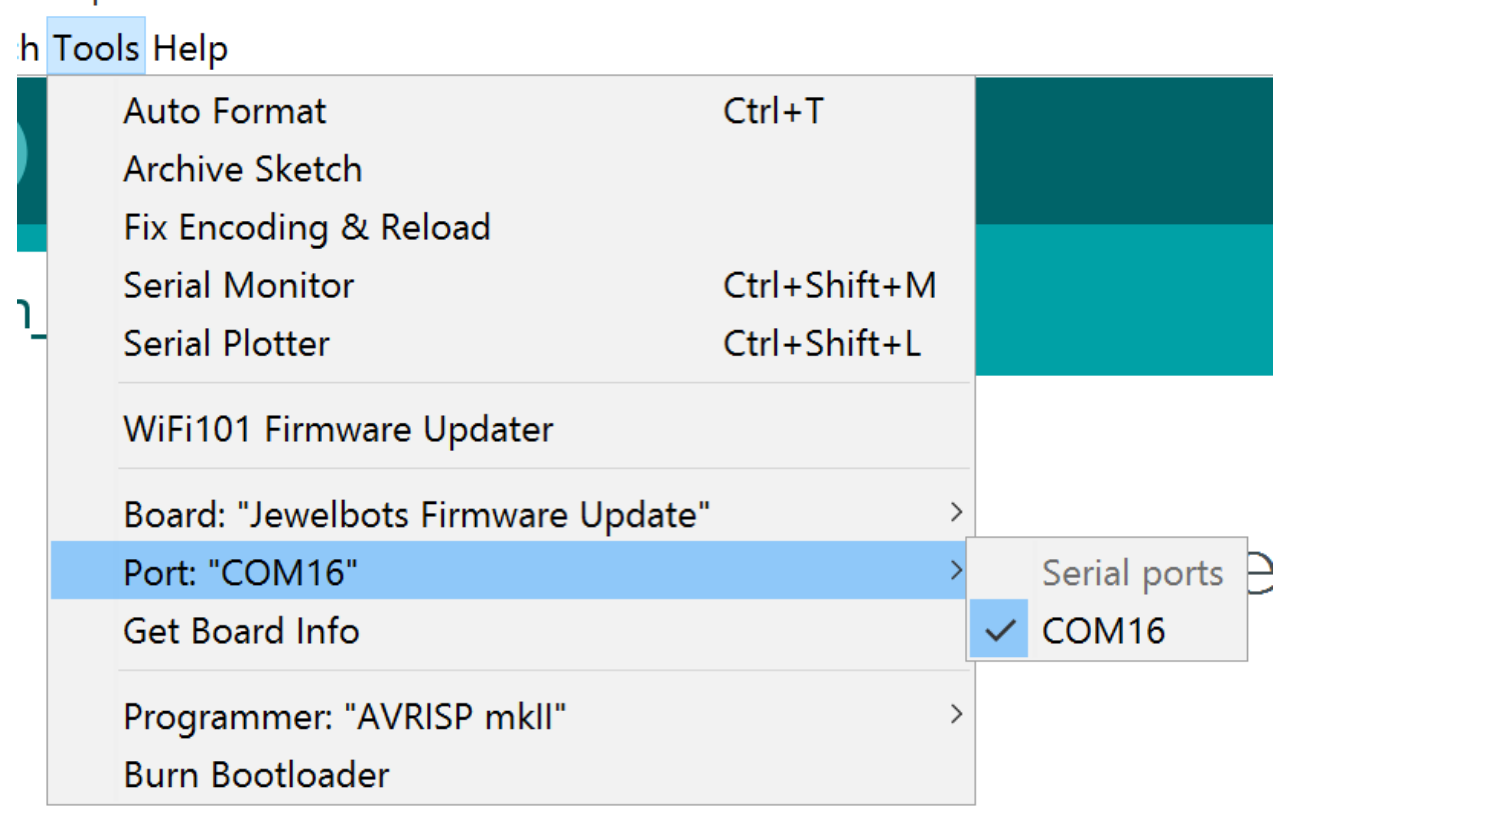 Tools Help
Auto Format Ctrl+T
Archive Sketch
Fix Encoding & Reload
Serial Monitor Ctrl+Shift+M
Serial Plotter Ctrl+Shift+L
WiFi101 Firmware Updater
Board: "Jewelbots Firmware Update"
Port: "COM16"
Serial ports
Get Board Info
COM16
Programmer: "AVRISP mkII"
Burn Bootloader